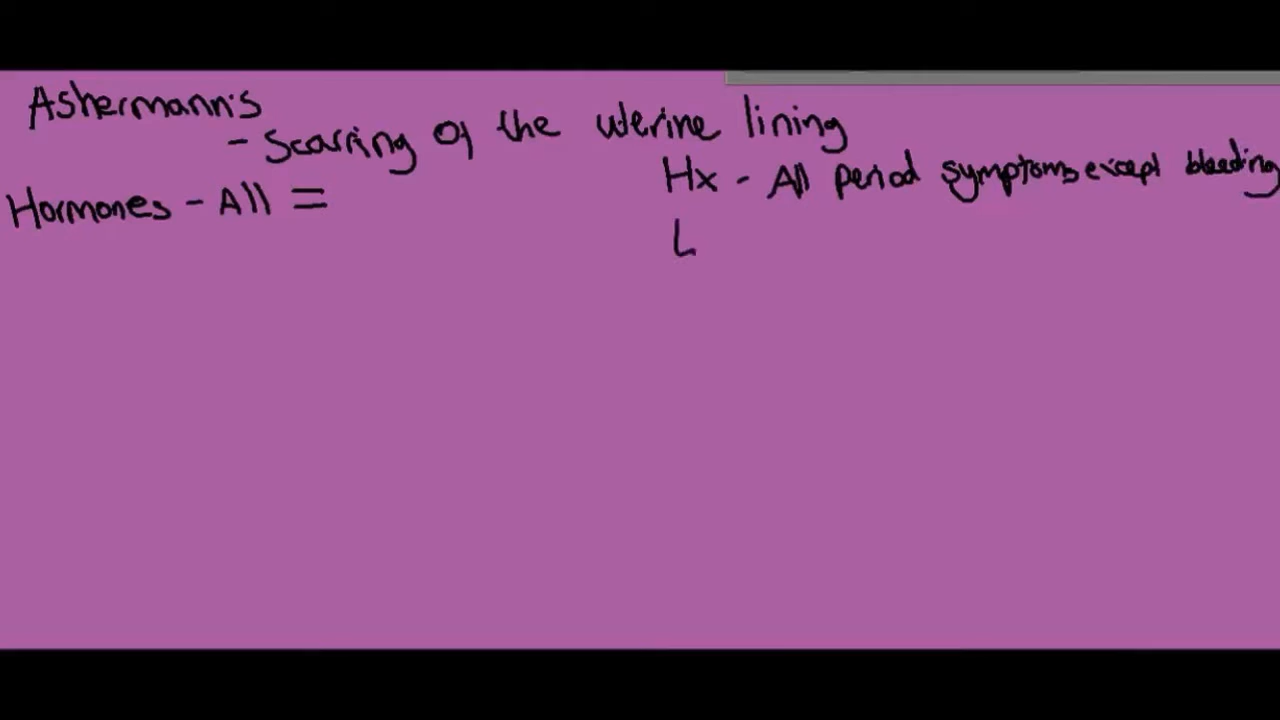 Ashermann's
- Scarring of the uterine lining
Hx - All period symptoms except bleeding
Hormones - All =
L